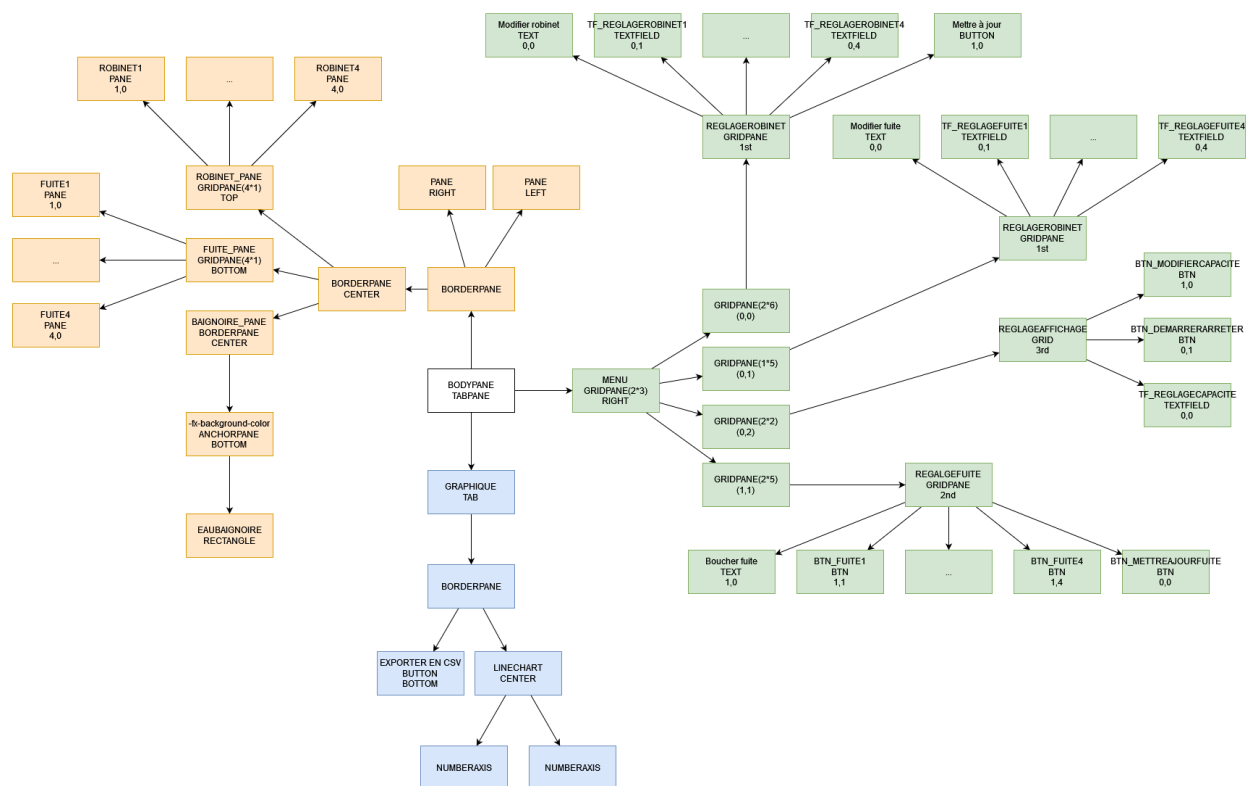 Modifier robinet
TEXT
0,0
TF_REGLAGEROBINET1
TEXTFIELD
0,1
...
TF_REGLAGEROBINET4
TEXTFIELD
0,4
Mettre à jour
BUTTON
1,0
ROBINET1
PANE
1,0
...
ROBINET4
PANE
4,0
REGLAGEROBINET
GRIDPANE
1st
Modifier fuite
TEXT
0,0
TF_REGLAGEFUITE1
TEXTFIELD
0,1
...
TF_REGLAGEFUITE4
TEXTFIELD
0,4
ROBINET_PANE
GRIDPANE(4*1)
TOP
FUITE1
PANE
1,0
PANE
RIGHT
PANE
LEFT
REGLAGEROBINET
GRIDPANE
1st
...
FUITE_PANE
GRIDPANE(4*1)
BOTTOM
BORDERPANE
CENTER
BORDERPANE
BTN_MODIFIERCAPACITE
BTN
1,0
FUITE4
PANE
4,0
BAIGNOIRE_PANE
BORDERPANE
CENTER
GRIDPANE(2*6)
(0,0)
REGLAGEAFFICHAGE
GRID
3rd
BTN_DEMARRERARRETER
BTN
0,1
GRIDPANE(1*5)
(0,1)
BODYPANE
TABPANE
MENU
GRIDPANE(2*3)
RIGHT
TF_REGLAGECAPACITE
TEXTFIELD
0,0
-fx-background-color
ANCHORPANE
BOTTOM
GRIDPANE(2*2)
(0,2)
GRIDPANE(2*5)
(1,1)
REGALGEFUITE
GRIDPANE
2nd
GRAPHIQUE
TAB
EAUBAIGNOIRE
RECTANGLE
Boucher fuite
TEXT
1,0
BTN_FUITE1
BTN
1,1
...
BTN_FUITE4
BTN
1,4
BTN_METTREAJOURFUITE
BTN
0,0
BORDERPANE
EXPORTER EN CSV
BUTTON
BOTTOM
LINECHART
CENTER
NUMBERAXIS
NUMBERAXIS